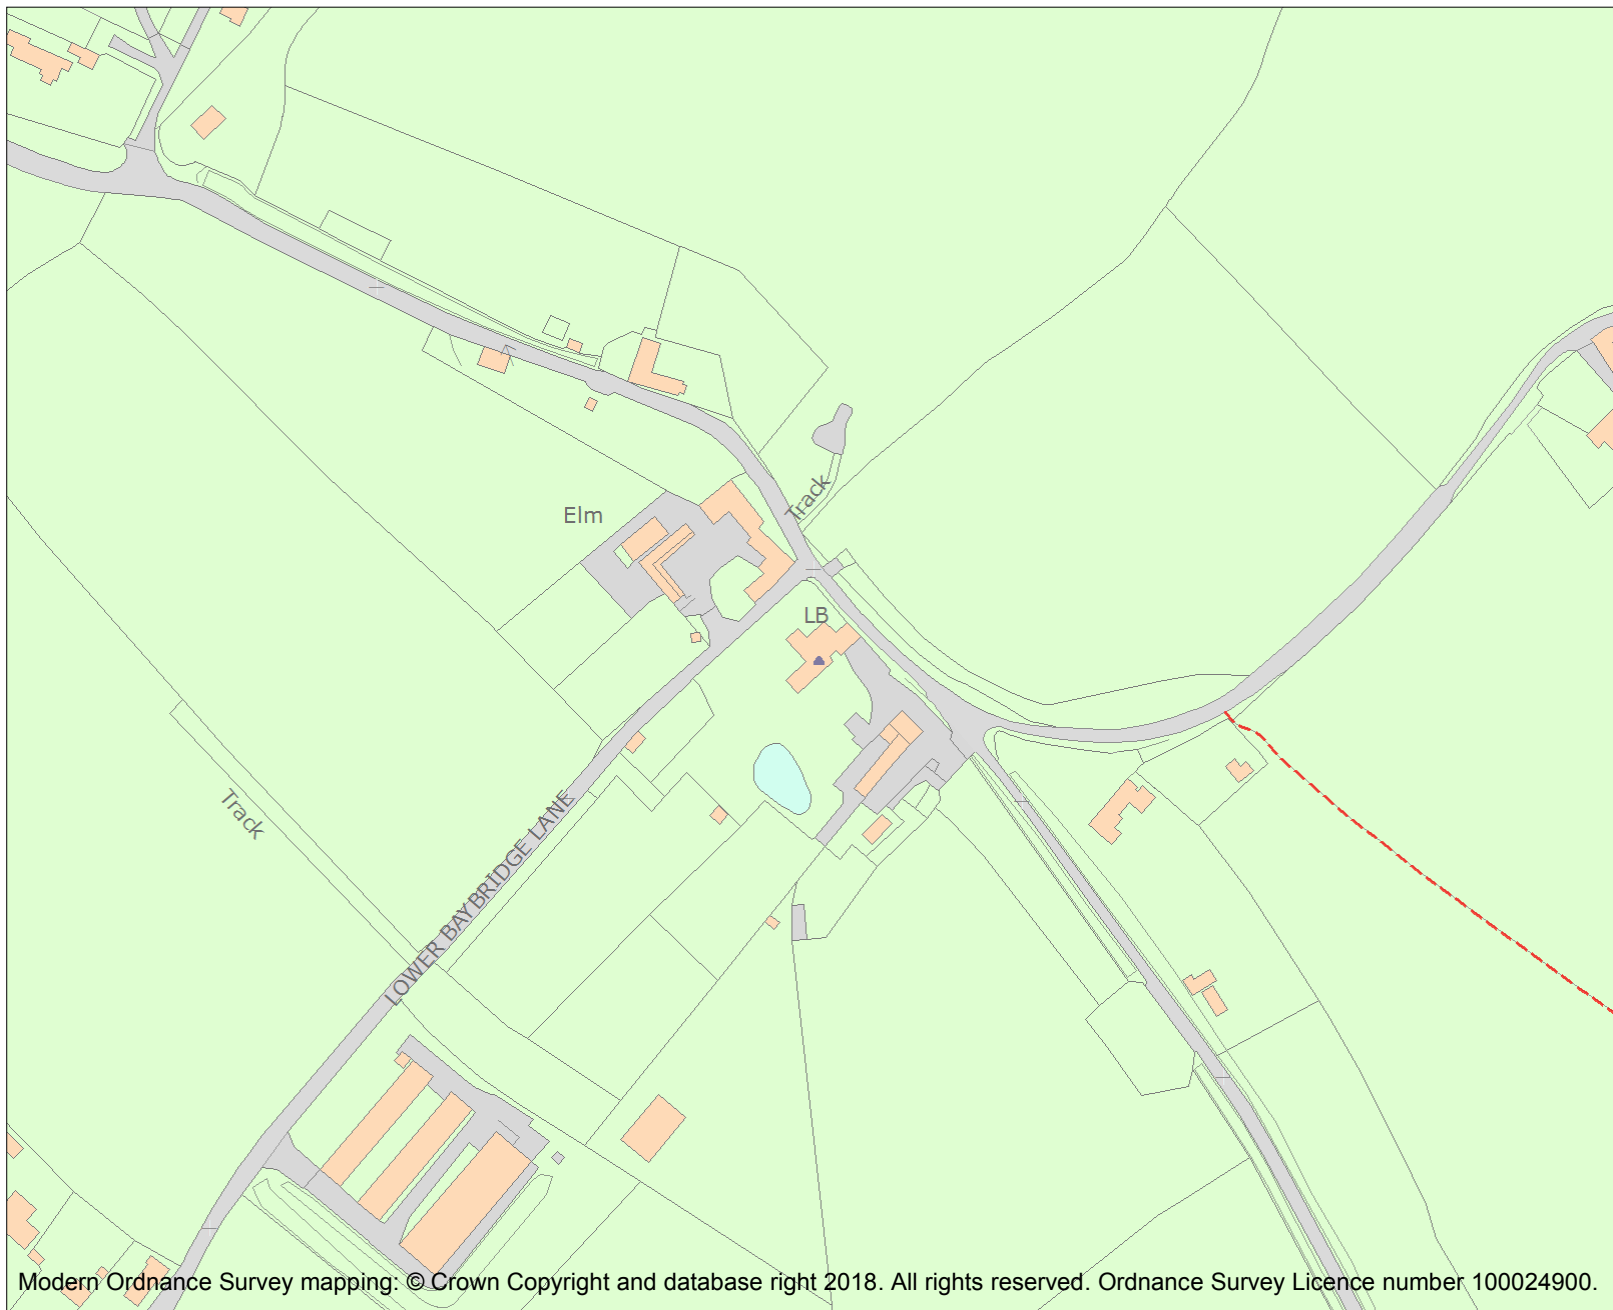 Elm
Track
LB
Track
LOWER BAYBRIDGE LANE
Modern Ordnance Survey mapping: © Crown Copyright and database right 2018. All rights reserved. Ordnance Survey Licence number 100024900.